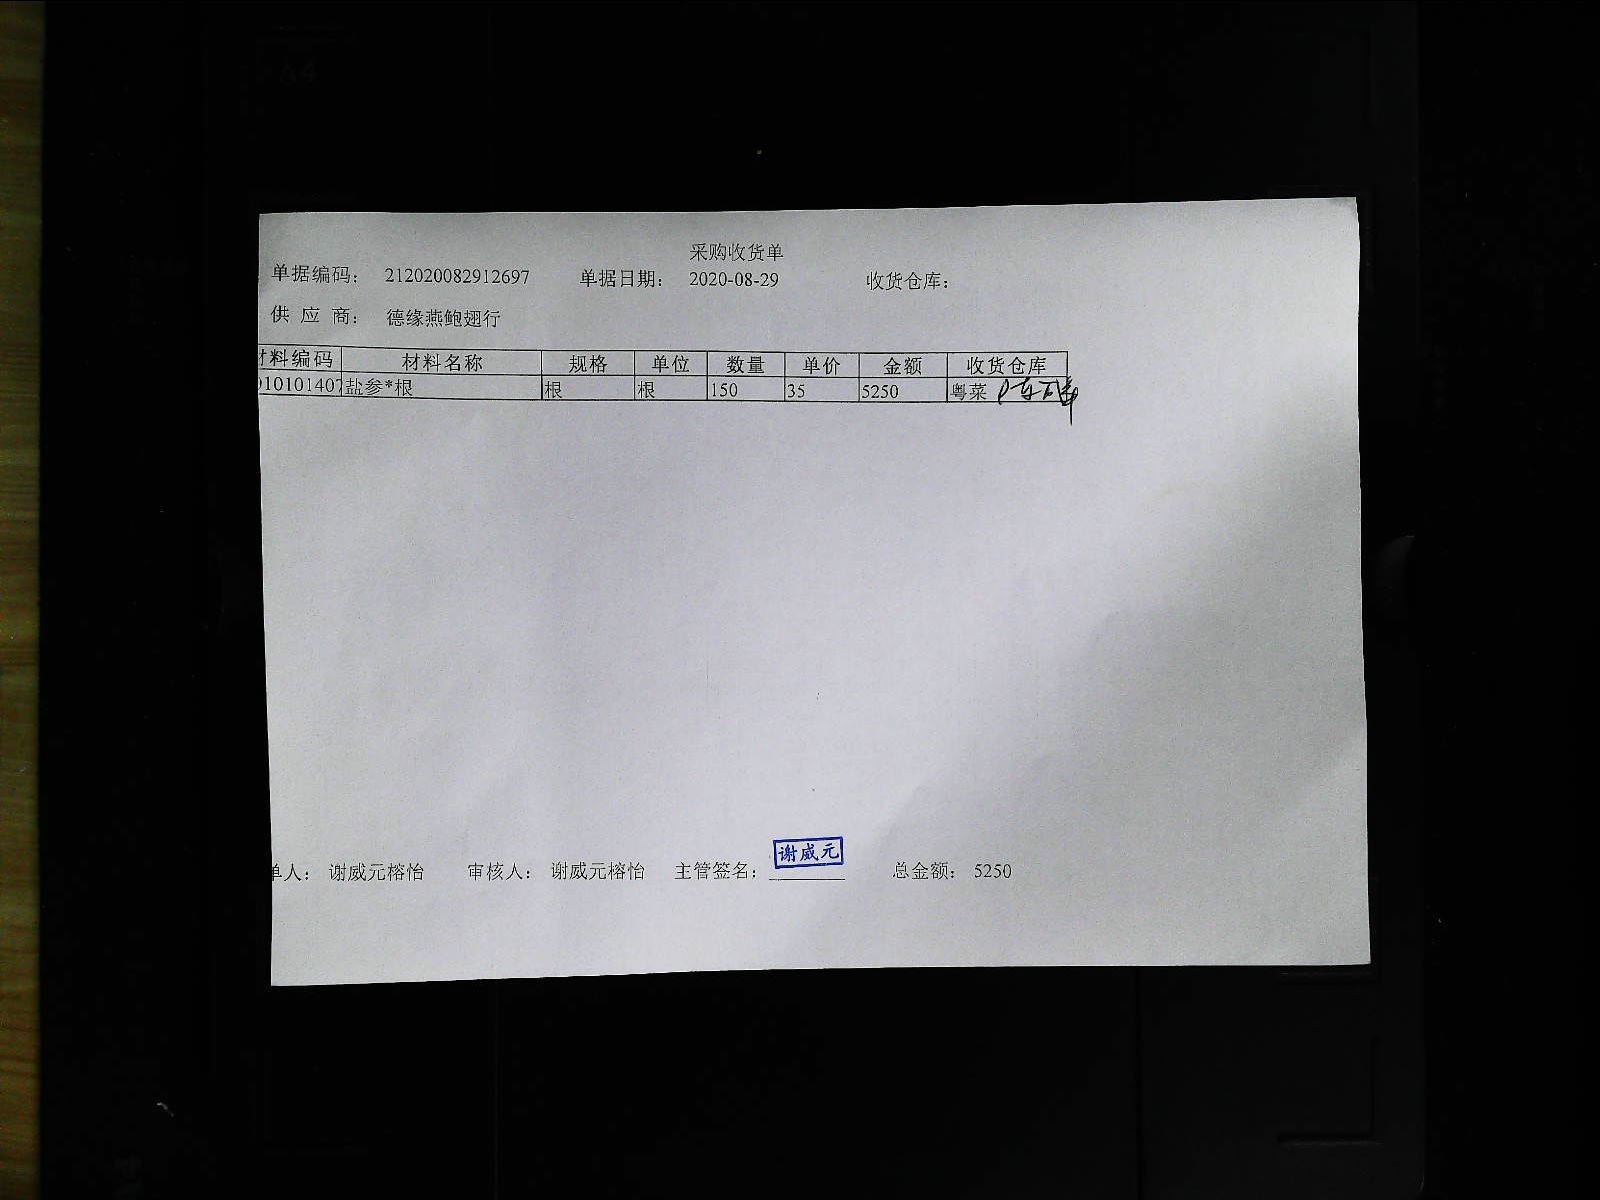 采购收货单
单据编码： 212020082912697 单据日期： 2020-08-29 收货仓库：
供 应 商： 德缘燕鲍翅行
材料编码 材料名称 规格 单位 数量 单价 金额 收货仓库
010101407 盐参*根 根 根 150 35 5250 粤菜
单人： 谢威元榕怡 审核人： 谢威元榕怡 主管签名： 谢威元 总金额： 5250